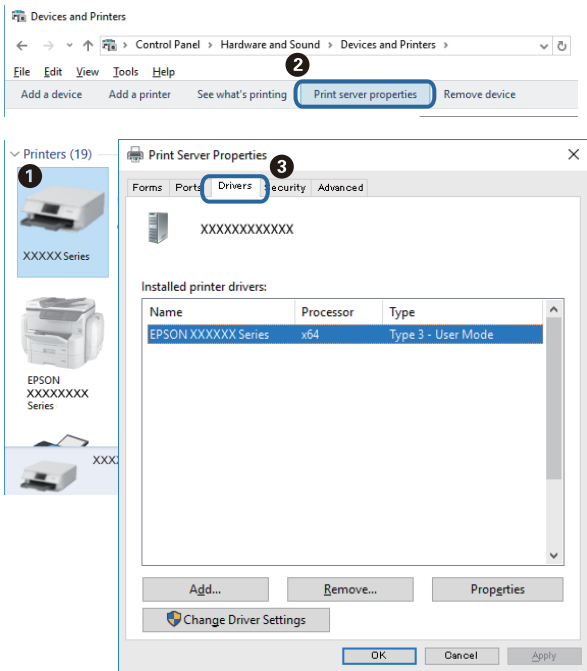 Devices and Printers
Control Panel > Hardware and Sound > Devices and Printers >
File Edit View Tools Help
2
Add a device Add a printer See what's printing Print server properties Remove device
Printers (19)
1
XXXXX Series
EPSON
XXXXXXXX
Series
XXX
Print Server Properties
3
Forms Ports Drivers Security Advanced
XXXXXXXXXXXX
Installed printer drivers:
Name Processor Type
EPSON XXXXXX Series x64 Type 3 - User Mode
Add... Remove... Properties
Change Driver Settings
OK Cancel Apply